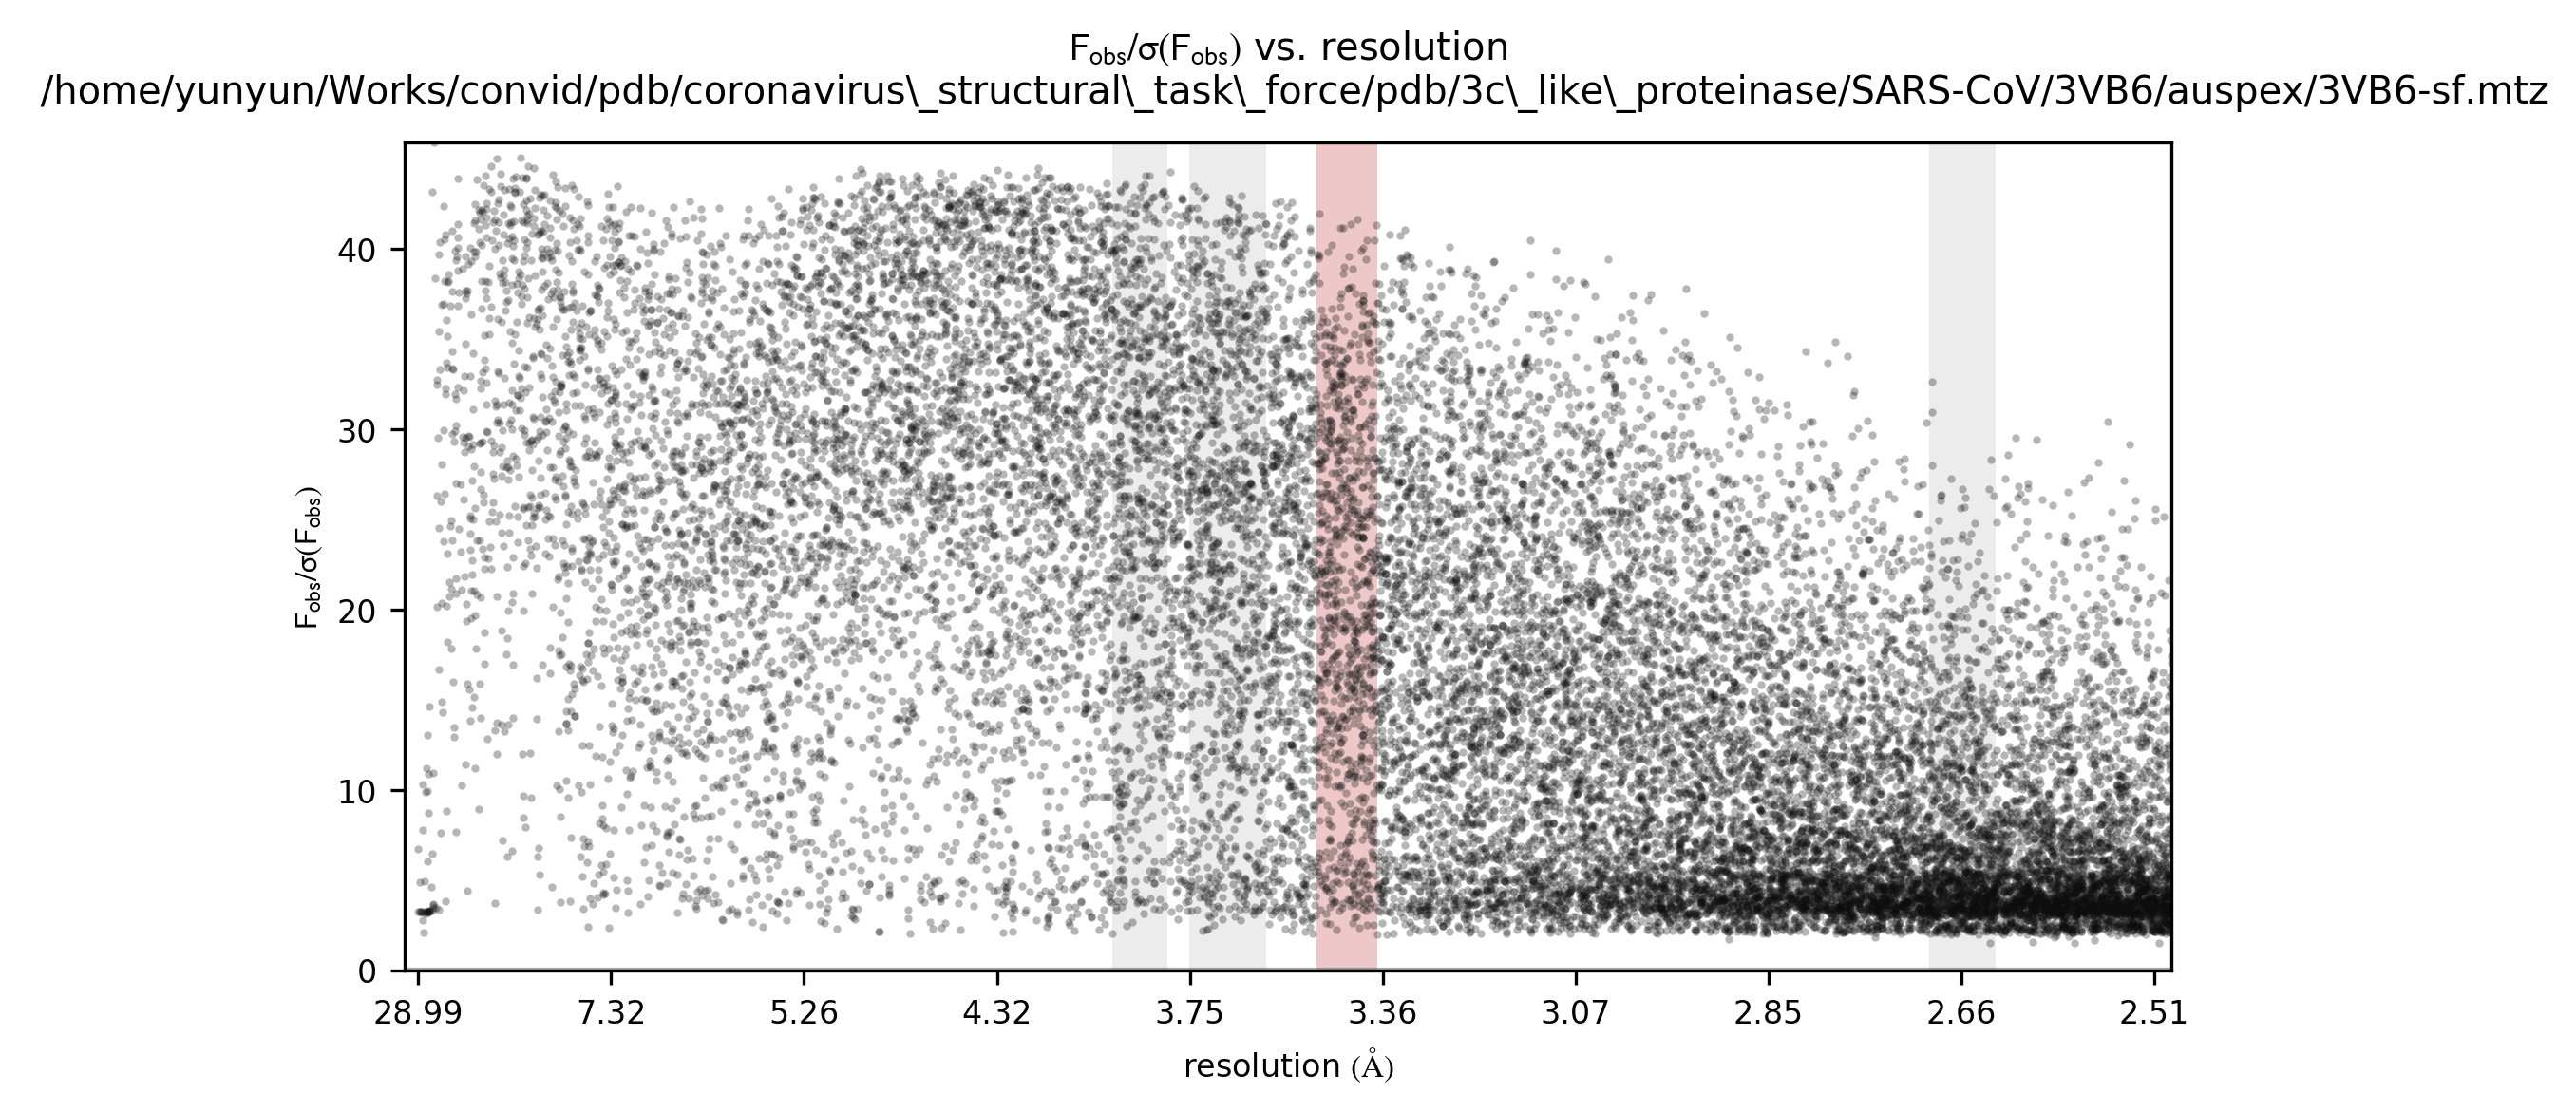 Fobs/σ(Fobs) vs. resolution
/home/yunyun/Works/convid/pdb/coronavirus\_structural\_task\_force/pdb/3c\_like\_proteinase/SARS-CoV/3VB6/auspex/3VB6-sf.mtz
Fobs/σ(Fobs)
40
30
20
10
0
28.99 7.32 5.26 4.32 3.75 3.36 3.07 2.85 2.66 2.51
resolution (Å)